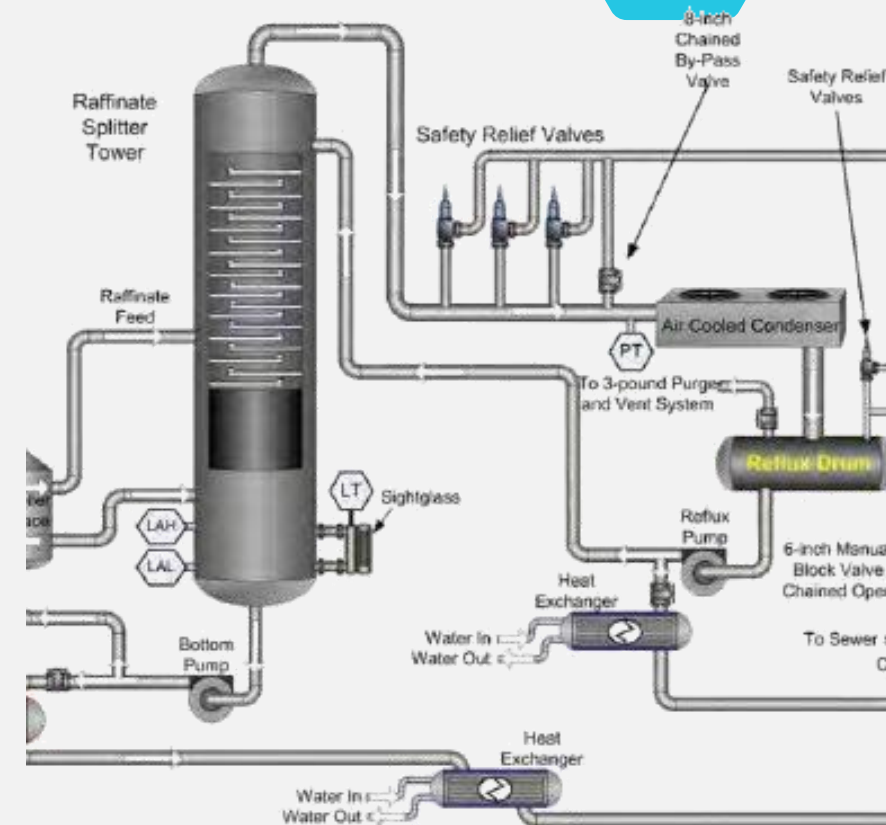 8-inch
Chained
By-Pass
Valve
Safety Relief
Valves
Raffinate
Splitter
Tower
Safety Relief Valves
Raffinate
Feed
Air Cooled Condenser
PT
To 3-pound Purge
and Vent System
Reflux Drum
LT
Sightglass
LAH
LAL
Reflux
Pump
6-inch Manua
Block Valve
Chained Oper
Heat
Exchanger
Water In
Water Out
To Sewer
Bottom
Pump
Heat
Exchanger
Water In
Water Out